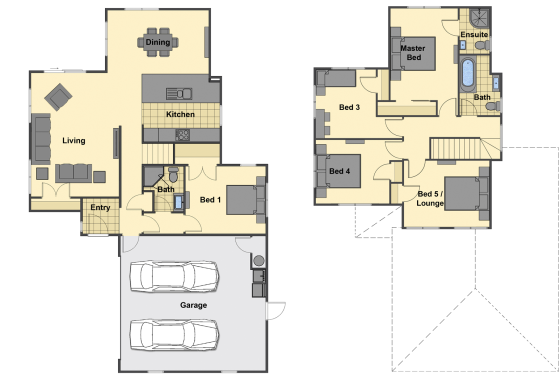 Dining
Kitchen
Living
Bath
Bed 1
Entry
Garage
Ensuite
Master
Bed
Bath
Bed 3
Bed 4
Bed 5 /
Lounge